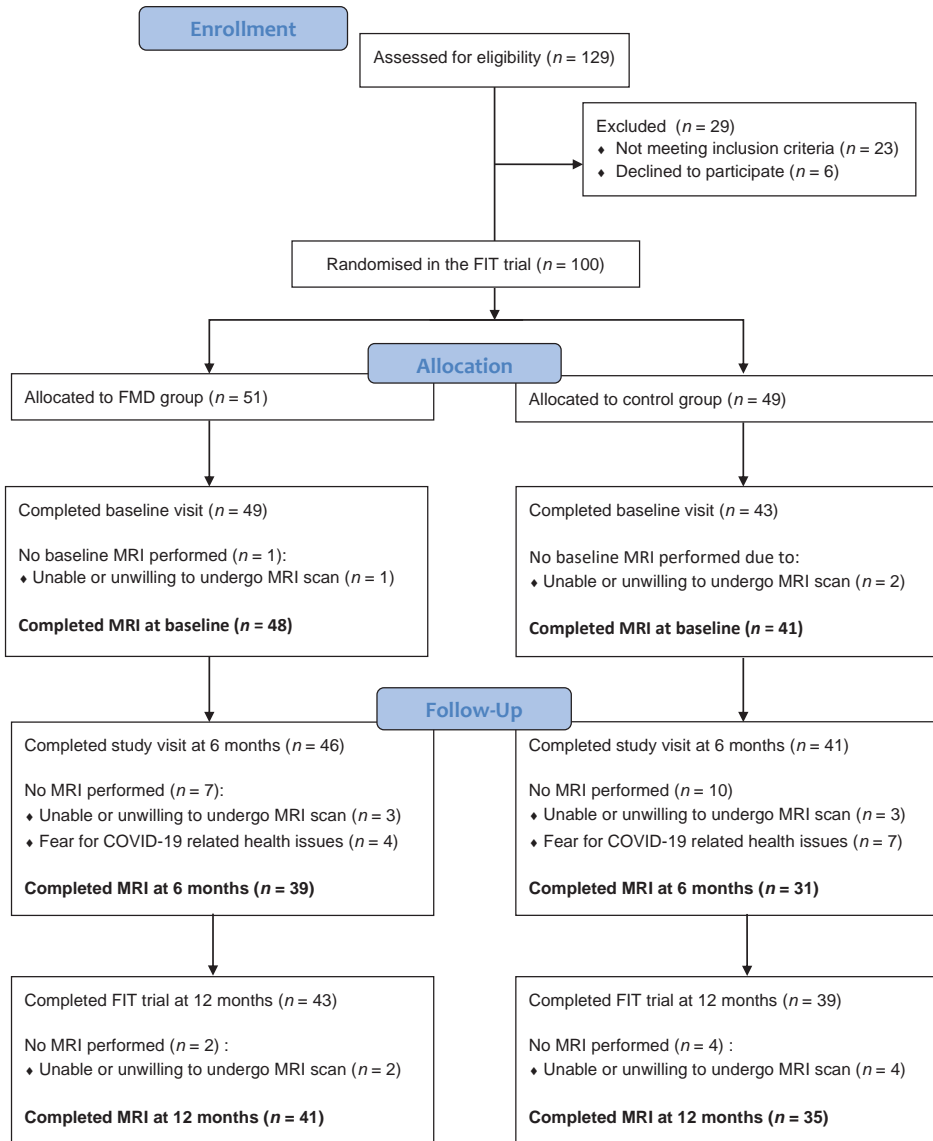 Enrollment
Assessed for eligibility (n = 129)
Excluded (n = 29)
♦ Not meeting inclusion criteria (n = 23)
♦ Declined to participate (n = 6)
Randomised in the FIT trial (n = 100)
Allocation
Allocated to FMD group (n = 51)
Allocated to control group (n = 49)
Completed baseline visit (n = 49)
No baseline MRI performed (n = 1):
♦ Unable or unwilling to undergo MRI scan (n = 1)
Completed MRI at baseline (n = 48)
Completed baseline visit (n = 43)
No baseline MRI performed due to:
♦ Unable or unwilling to undergo MRI scan (n = 2)
Completed MRI at baseline (n = 41)
Follow-Up
Completed study visit at 6 months (n = 46)
No MRI performed (n = 7):
♦ Unable or unwilling to undergo MRI scan (n = 3)
♦ Fear for COVID-19 related health issues (n = 4)
Completed MRI at 6 months (n = 39)
Completed study visit at 6 months (n = 41)
No MRI performed (n = 10)
♦ Unable or unwilling to undergo MRI scan (n = 3)
♦ Fear for COVID-19 related health issues (n = 7)
Completed MRI at 6 months (n = 31)
Completed FIT trial at 12 months (n = 43)
No MRI performed (n = 2) :
♦ Unable or unwilling to undergo MRI scan (n = 2)
Completed MRI at 12 months (n = 41)
Completed FIT trial at 12 months (n = 39)
No MRI performed (n = 4) :
♦ Unable or unwilling to undergo MRI scan (n = 4)
Completed MRI at 12 months (n = 35)